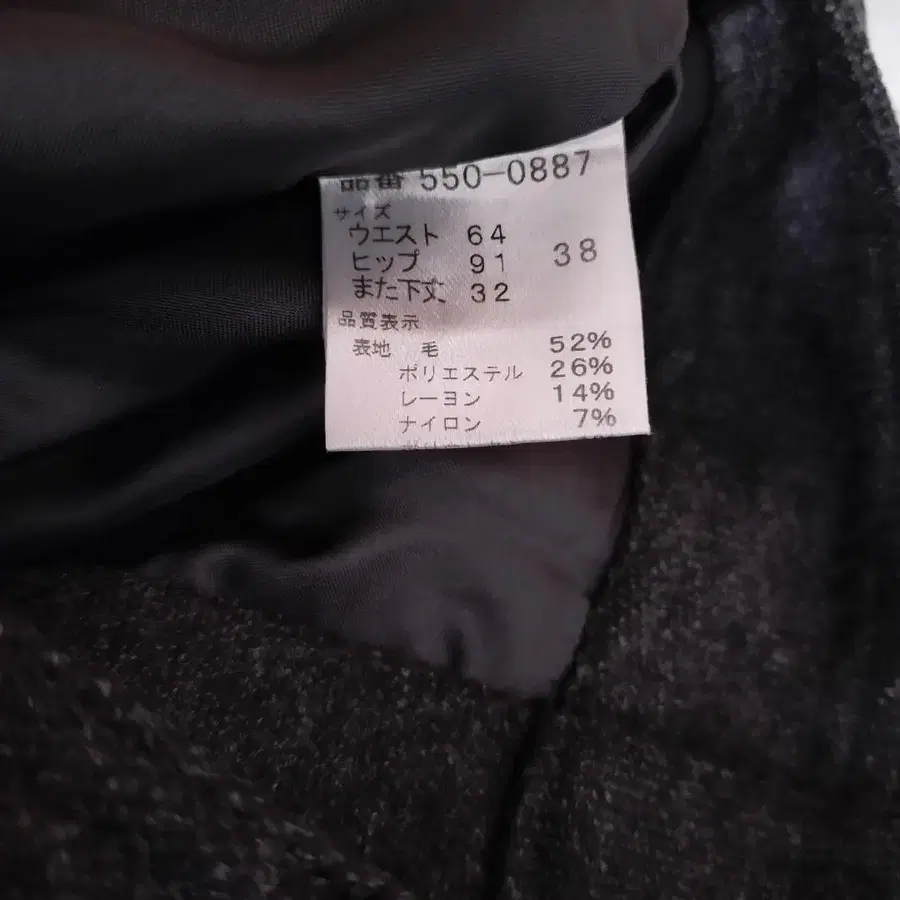 品番 550-0887
サイズ
ウエスト 64
ヒップ 91 38
また下丈 32
品質表示
表地 毛 52%
ポリエステル 26%
レーヨン 14%
ナイロン 7%